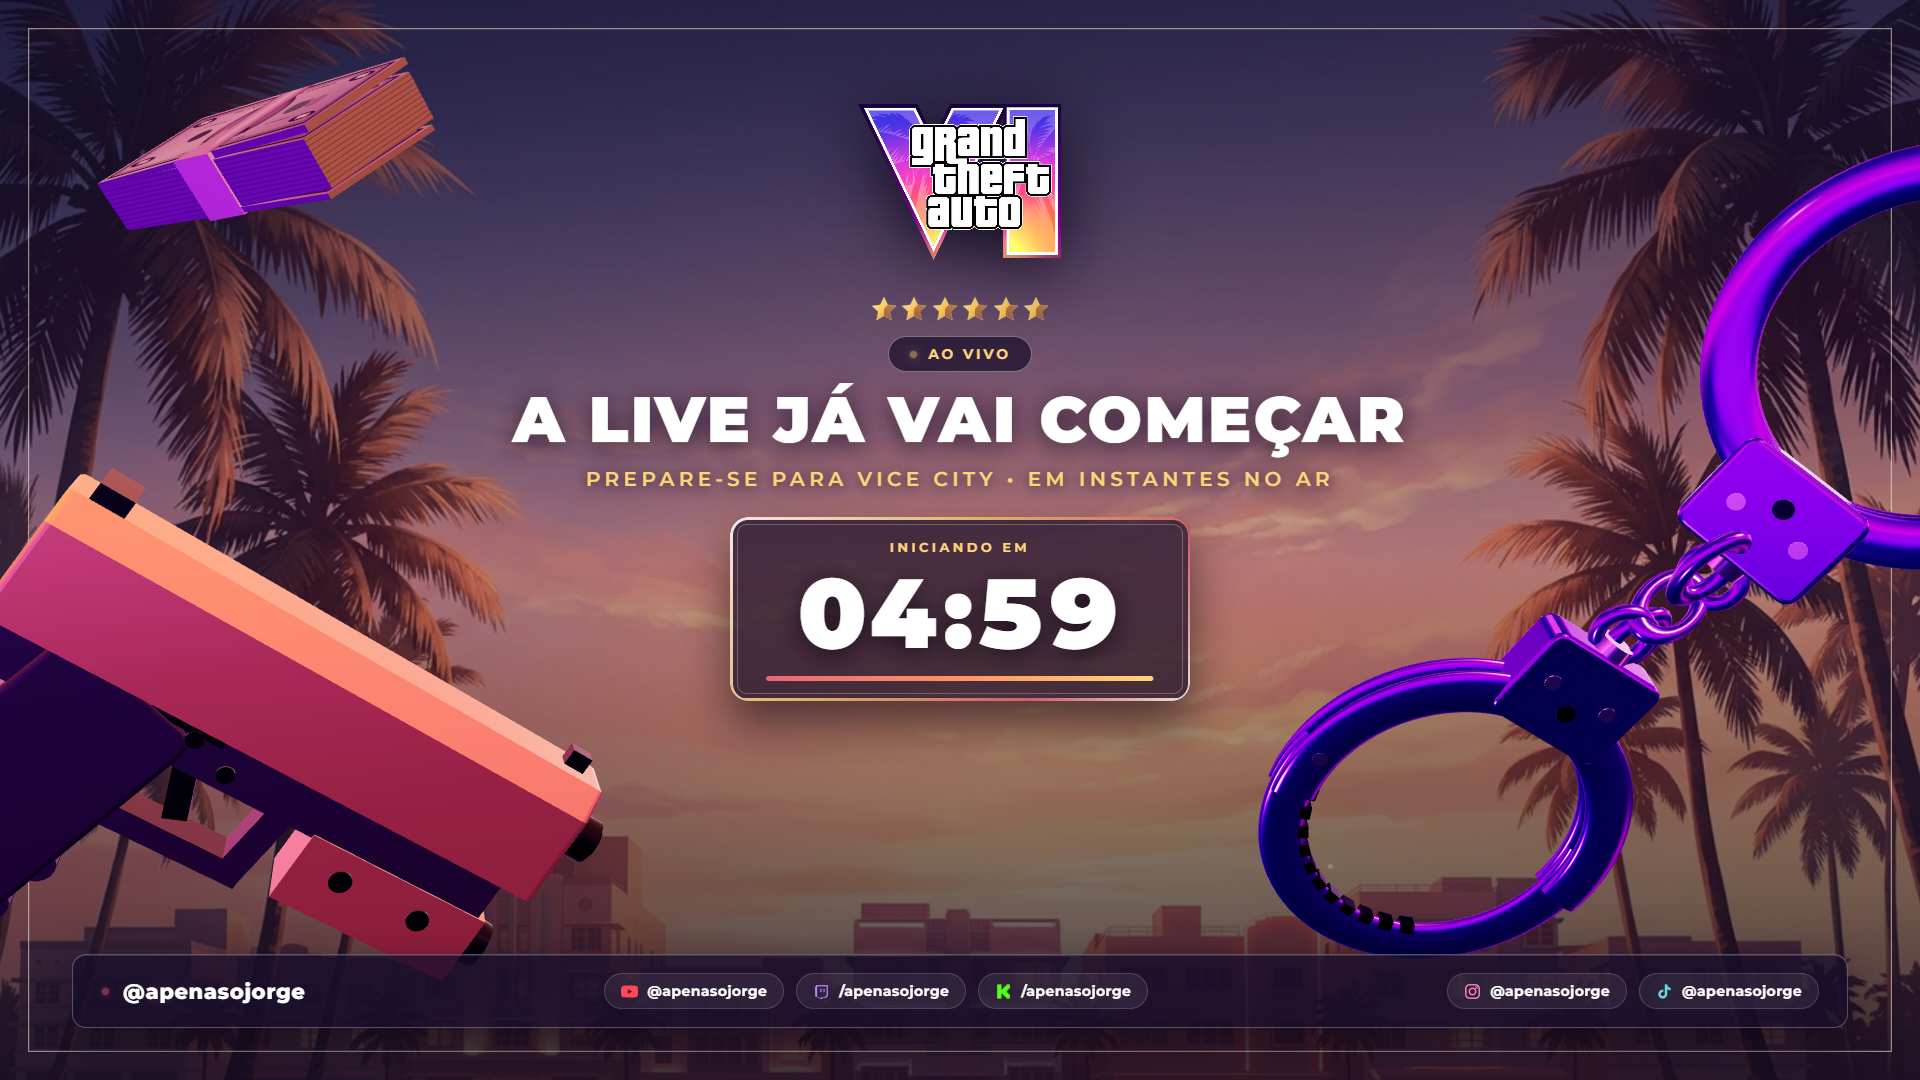 VI
grand
theft
auto
AO VIVO
A LIVE JÁ VAI COMEÇAR
PREPARE-SE PARA VICE CITY • EM INSTANTES NO AR
INICIANDO EM
04:59
@apenasojorge
@apenasojorge
/apenasojorge
/apenasojorge
@apenasojorge
@apenasojorge